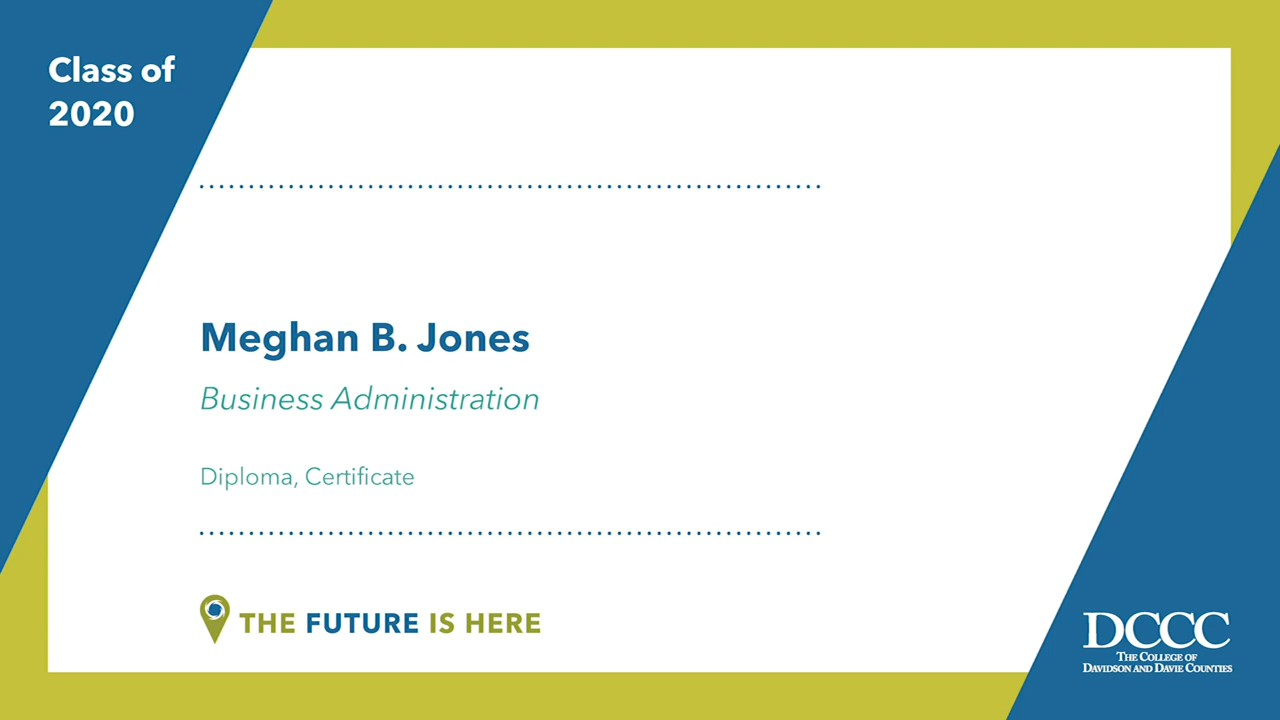 Class of
2020
Meghan B. Jones
Business Administration
Diploma, Certificate
THE FUTURE IS HERE
DCCC
THE COLLEGE OF
DAVIDSON AND DAVIE COUNTIES